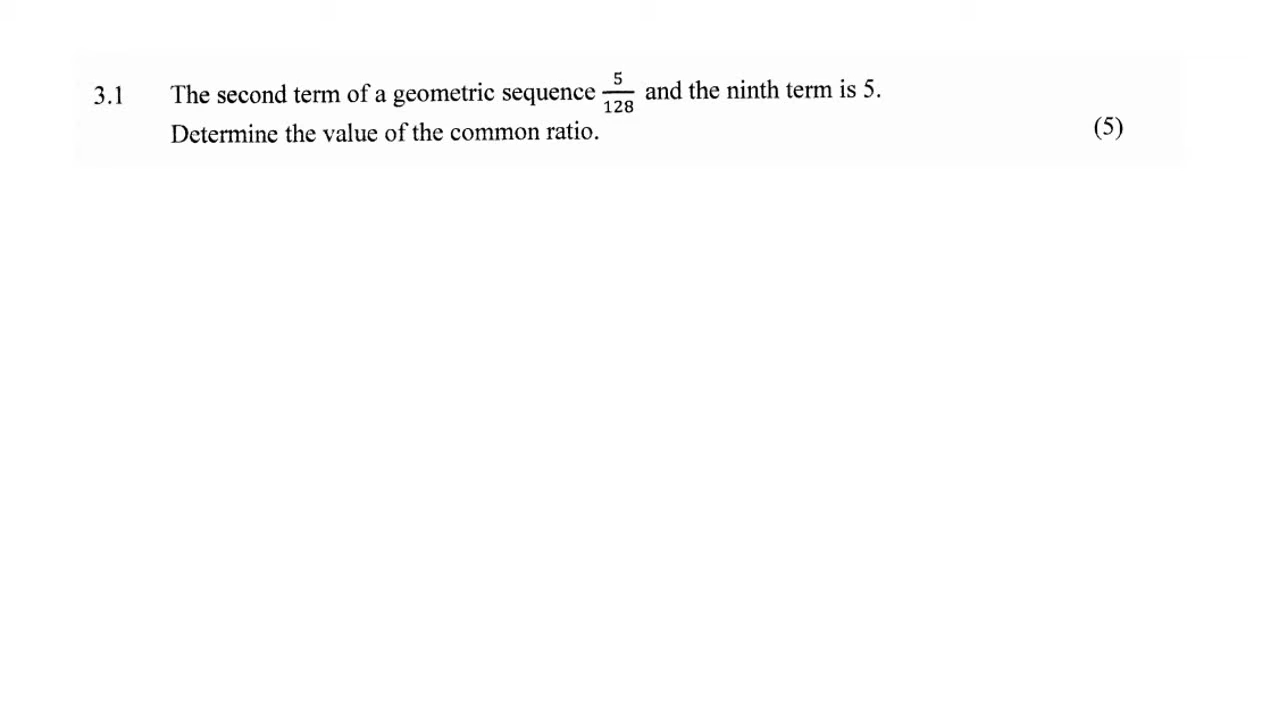 3.1 The second term of a geometric sequence 5/128 and the ninth term is 5.
Determine the value of the common ratio. (5)